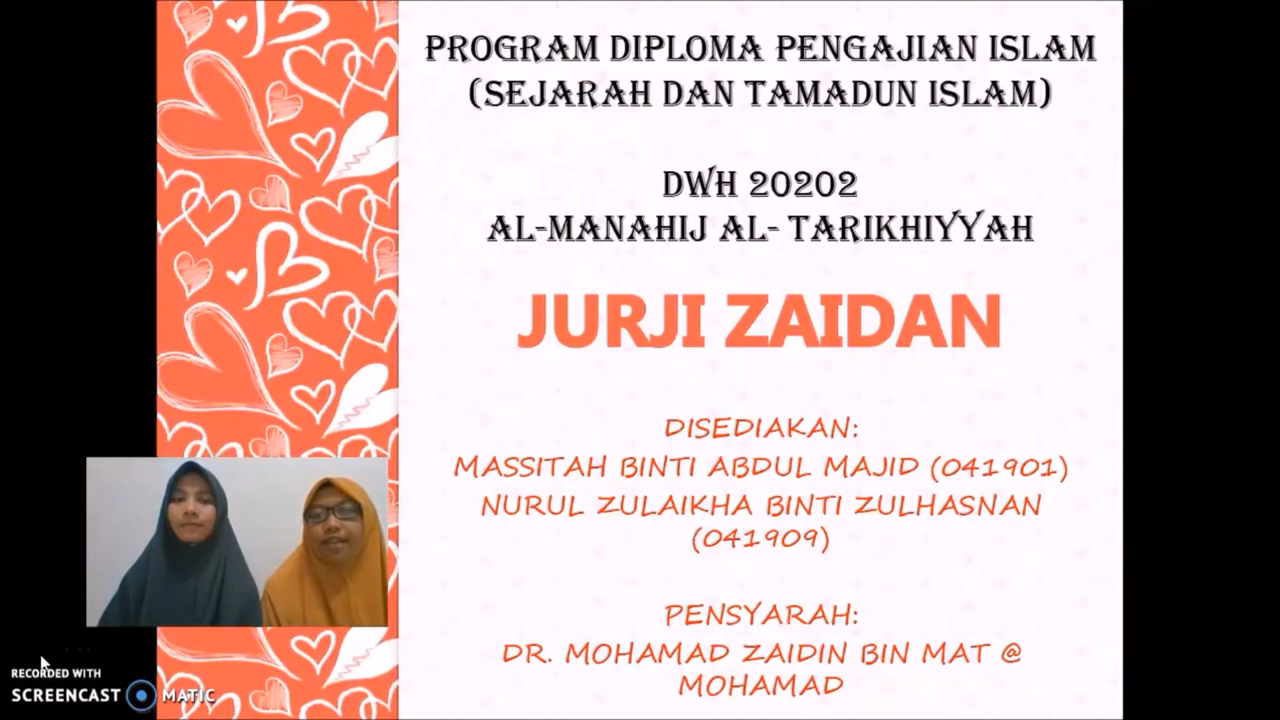 PROGRAM DIPLOMA PENGAJIAN ISLAM
(SEJARAH DAN TAMADUN ISLAM)
DWH 20202
AL-MANAHIJ AL- TARIKHIYYAH
JURJI ZAIDAN
DISEDIAKAN:
MASSITAH BINTI ABDUL MAJID (041901)
NURUL ZULAIKHA BINTI ZULHASNAN
(041909)
PENSYARAH:
DR. MOHAMAD ZAIDIN BIN MAT @
MOHAMAD
RECORDED WITH
SCREENCAST MATIC